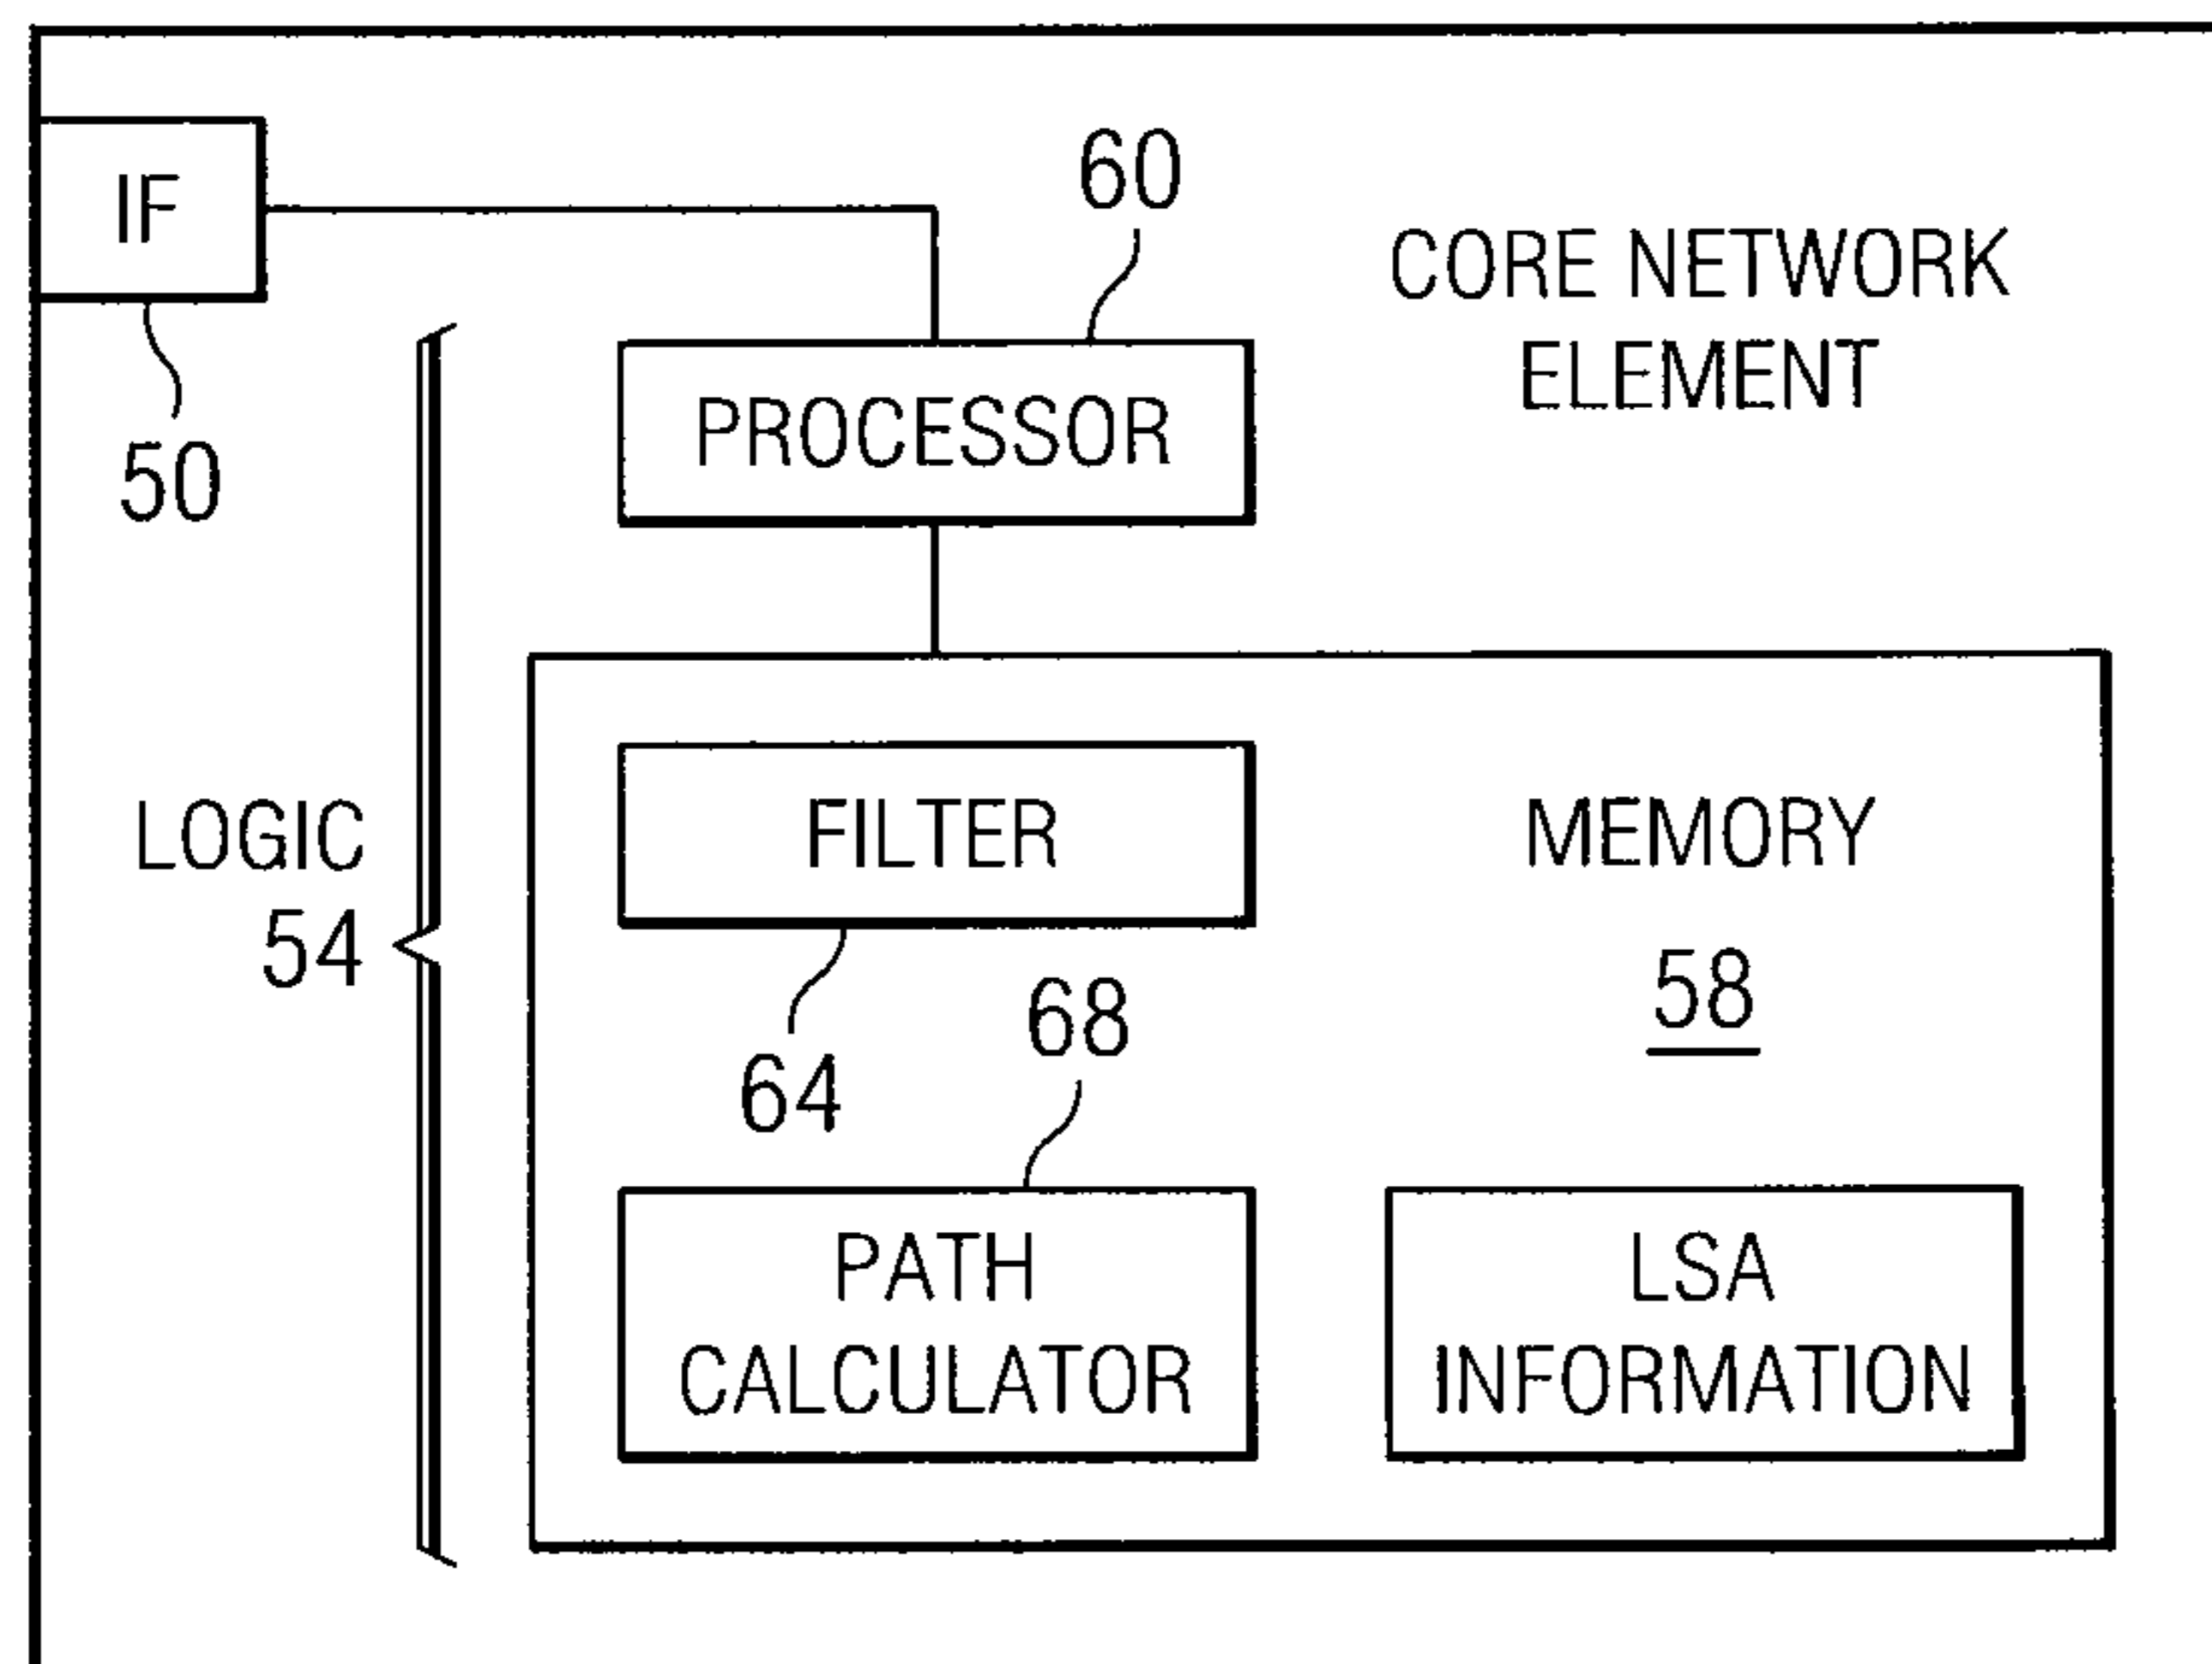 IF
60
CORE NETWORK
ELEMENT
PROCESSOR
50
FILTER
MEMORY
LOGIC
54
58
68
64
PATH
CALCULATOR
LSA
INFORMATION